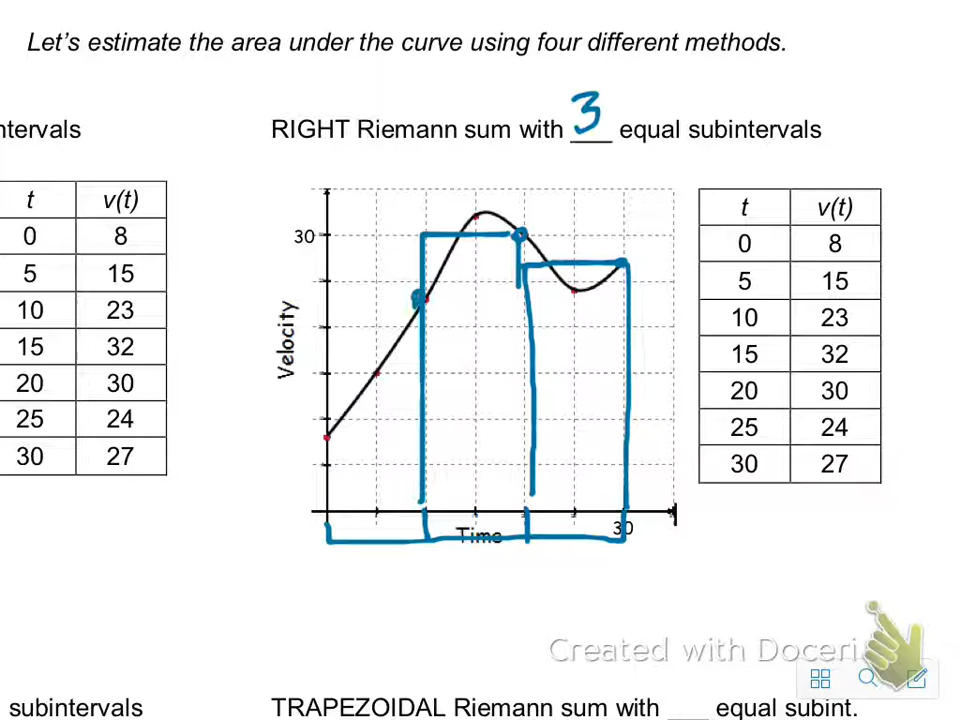 Let's estimate the area under the curve using four different methods.
ntervals
RIGHT Riemann sum with 3 equal subintervals
t v(t)
0 8
5 15
10 23
15 32
20 30
25 24
30 27
30
Velocity
Time
30
t v(t)
0 8
5 15
10 23
15 32
20 30
25 24
30 27
Created with Doceri
subintervals
TRAPEZOIDAL Riemann sum with ___ equal subint.